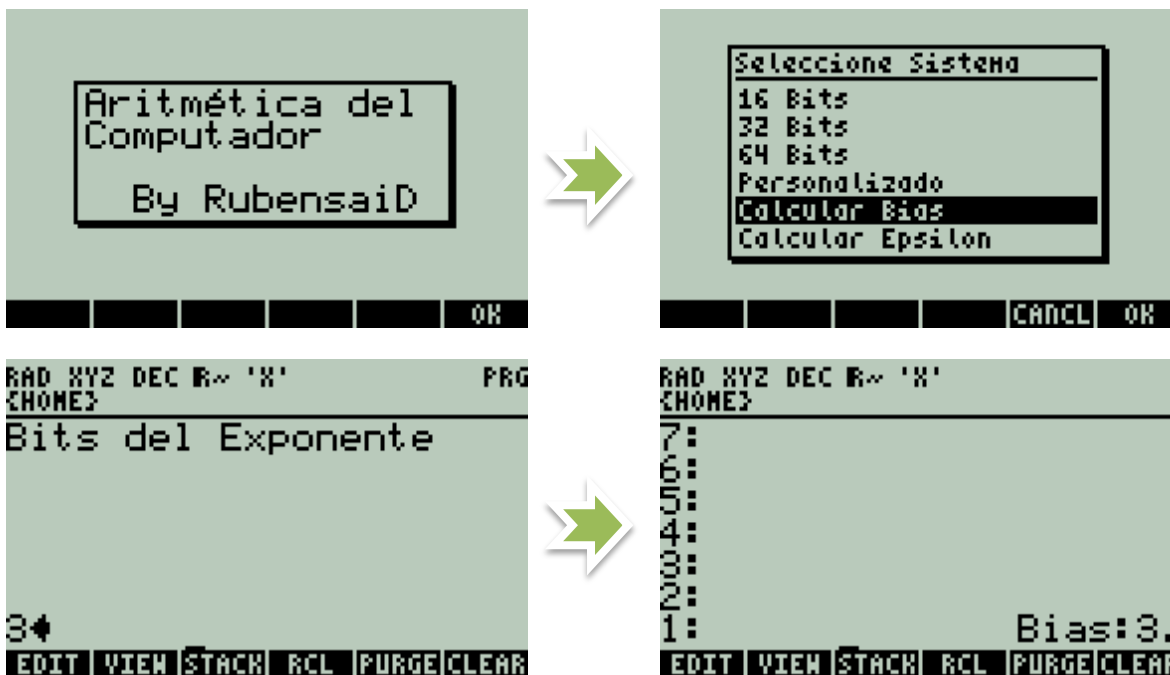 Aritmética del
Computador
By RubensaiD
OK
Seleccione Sistema
16 Bits
32 Bits
64 Bits
Personalizado
Calcular Bias
Calcular Epsilon
CANCL OK
RAD XYZ DEC R~ 'X' PRG
{HOME}
Bits del Exponente
3
EDIT VIEW STACK RCL PURGE CLEAR
RAD XYZ DEC R~ 'X'
{HOME}
7:
6:
5:
4:
3:
2:
1: Bias:3.
EDIT VIEW STACK RCL PURGE CLEAR